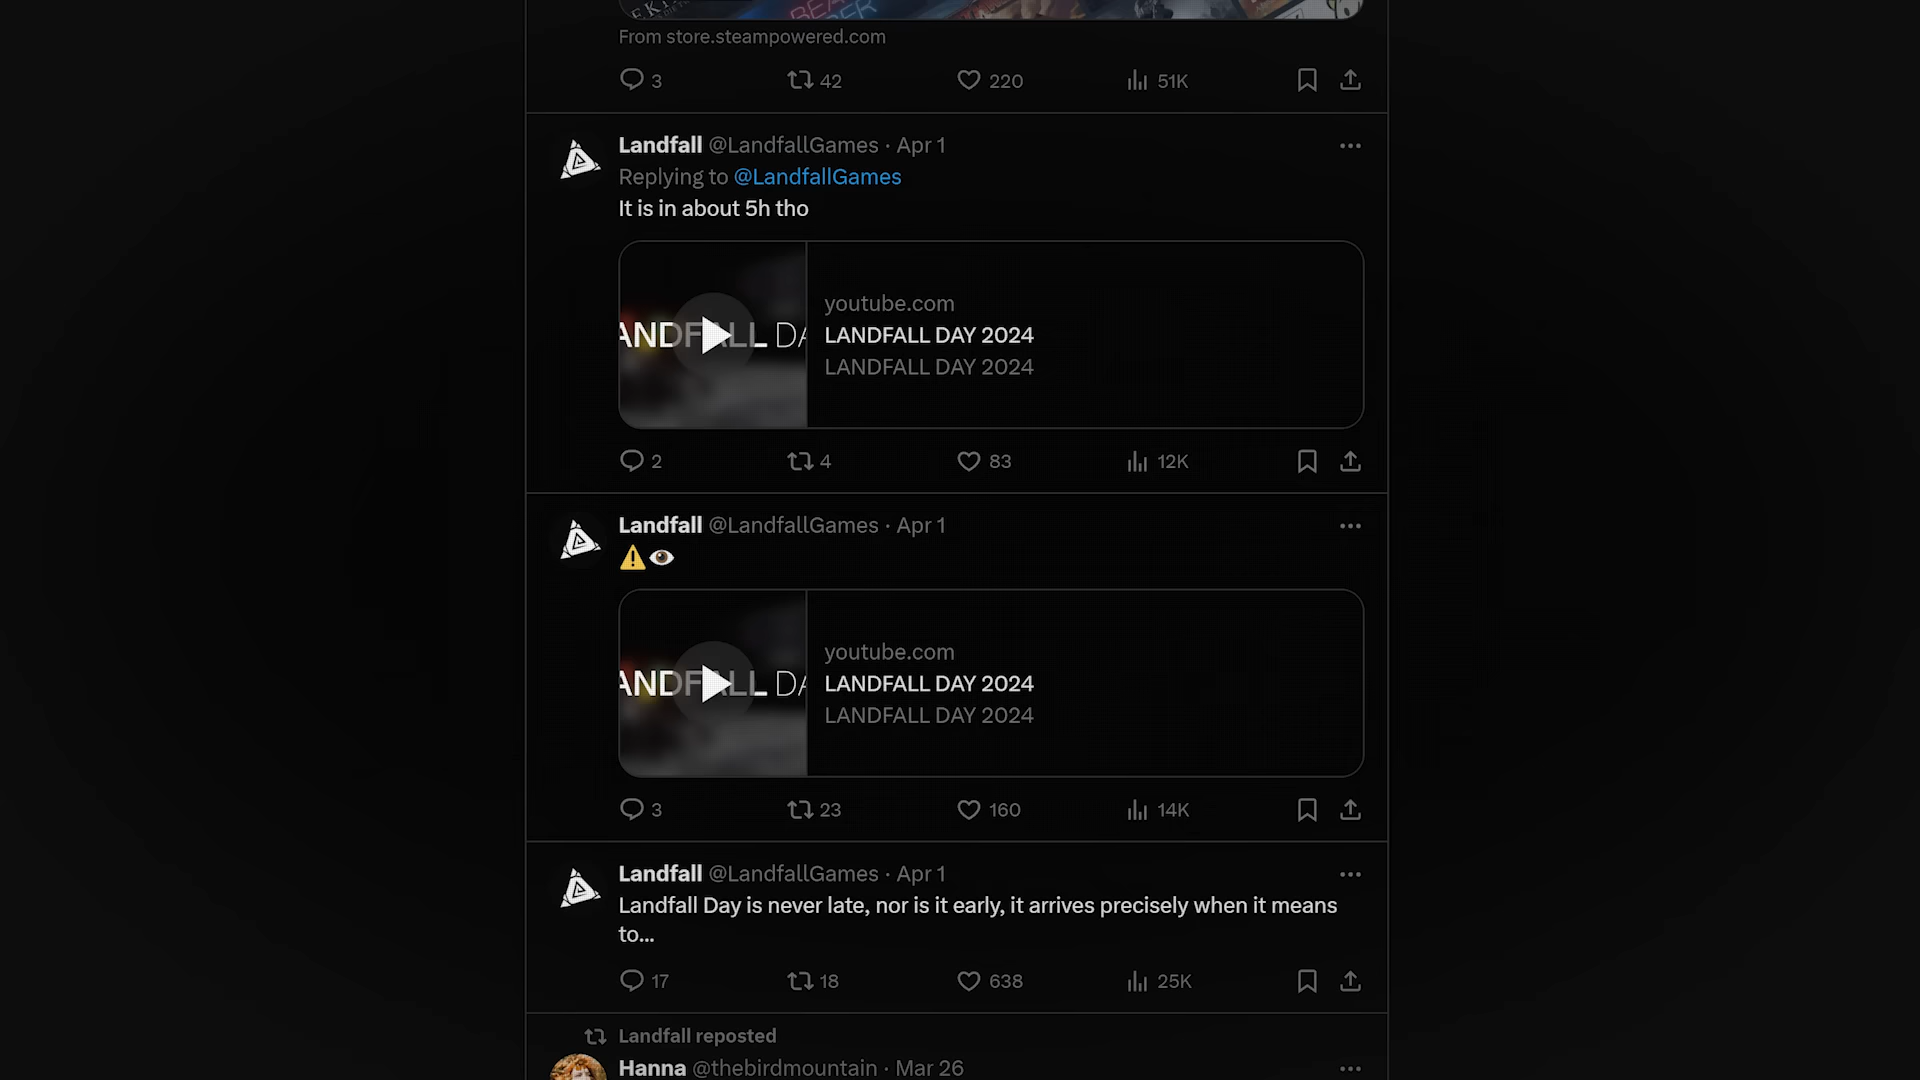 From store.steampowered.com
3 42 220 51K
Landfall @LandfallGames · Apr 1
Replying to @LandfallGames
It is in about 5h tho
ANDFALL DA
youtube.com
LANDFALL DAY 2024
LANDFALL DAY 2024
2 4 83 12K
Landfall @LandfallGames · Apr 1
⚠️👁️
ANDFALL DA
youtube.com
LANDFALL DAY 2024
LANDFALL DAY 2024
3 23 160 14K
Landfall @LandfallGames · Apr 1
Landfall Day is never late, nor is it early, it arrives precisely when it means
to...
17 18 638 25K
Landfall reposted
Hanna @thebirdmountain · Mar 26